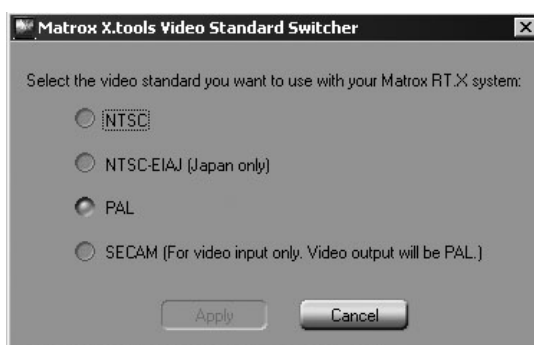 Matrox X.tools Video Standard Switcher
Select the video standard you want to use with your Matrox RT.X system:
NTSC
NTSC-EIAJ (Japan only)
PAL
SECAM (For video input only. Video output will be PAL.)
Apply Cancel